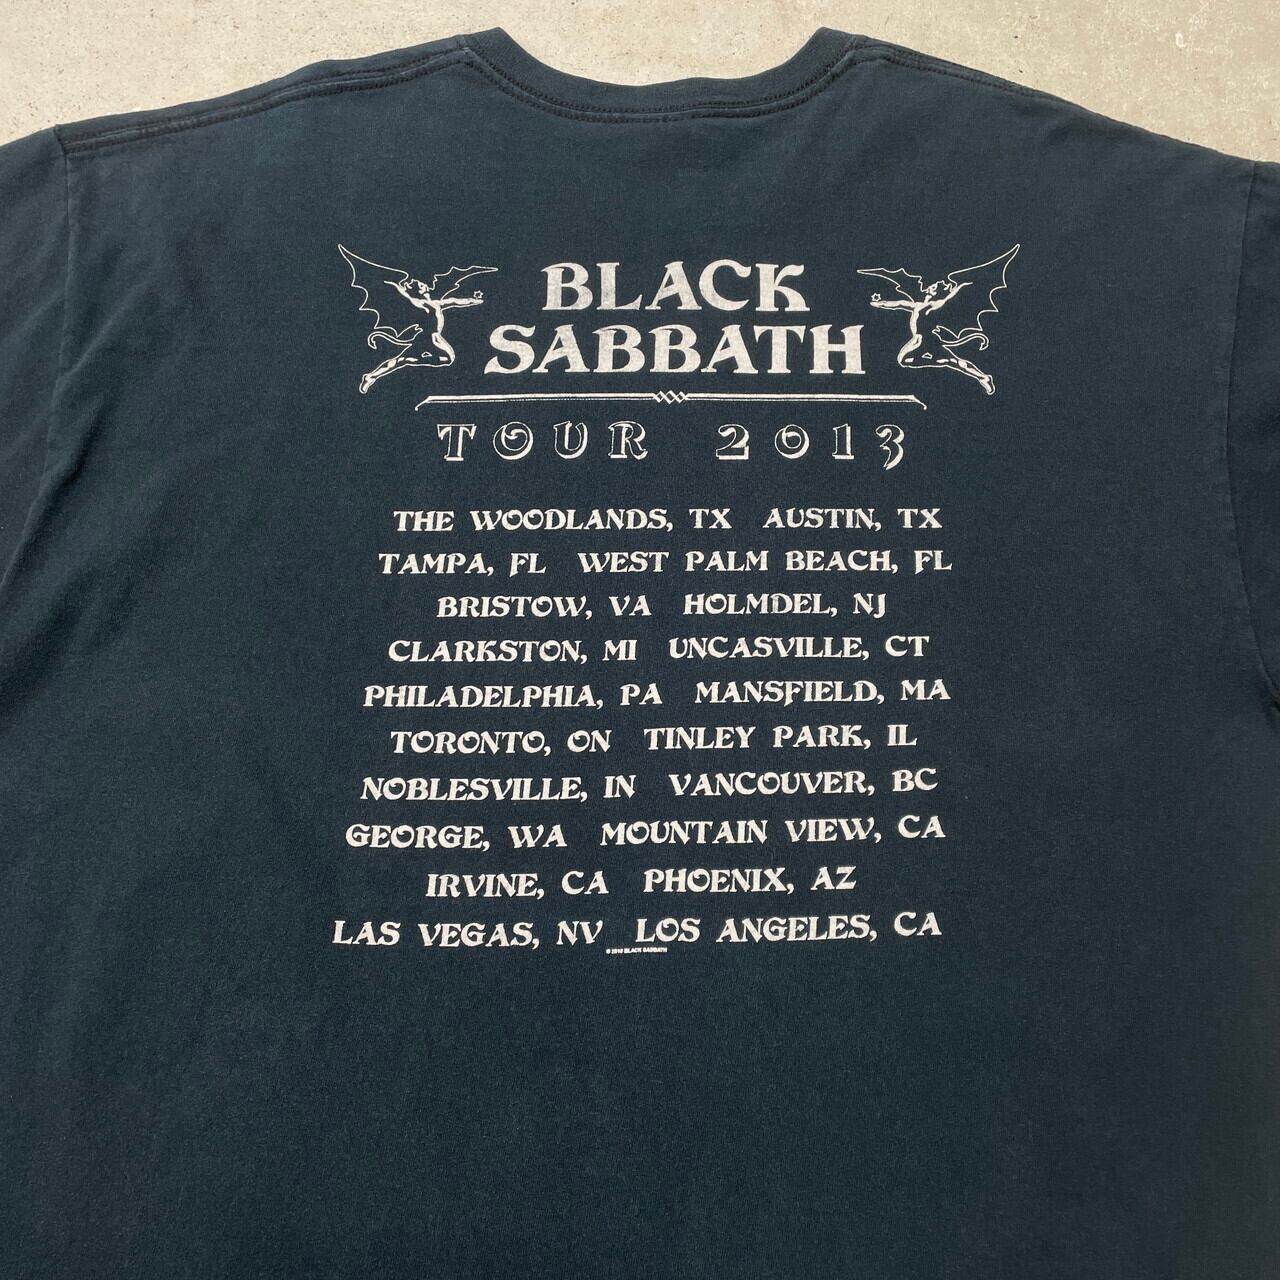 BLACK
SABBATH
TOUR 2013
THE WOODLANDS, TX AUSTIN, TX
TAMPA, FL WEST PALM BEACH, FL
BRISTOW, VA HOLMDEL, NJ
CLARKSTON, MI UNCASVILLE, CT
PHILADELPHIA, PA MANSFIELD, MA
TORONTO, ON TINLEY PARK, IL
NOBLESVILLE, IN VANCOUVER, BC
GEORGE, WA MOUNTAIN VIEW, CA
IRVINE, CA PHOENIX, AZ
LAS VEGAS, NV LOS ANGELES, CA
© BLACK SABBATH